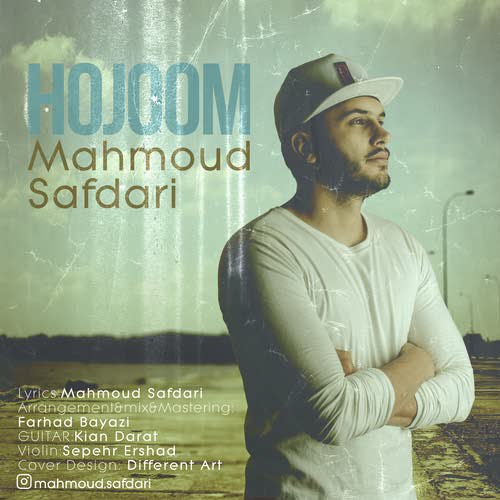 HOJOOM
Mahmoud
Safdari
Lyrics:Mahmoud Safdari
Arrangement&mix&Mastering:
Farhad Bayazi
GUITAR:Kian Darat
Violin:Sepehr Ershad
Cover Design: Different Art
mahmoud.safdari